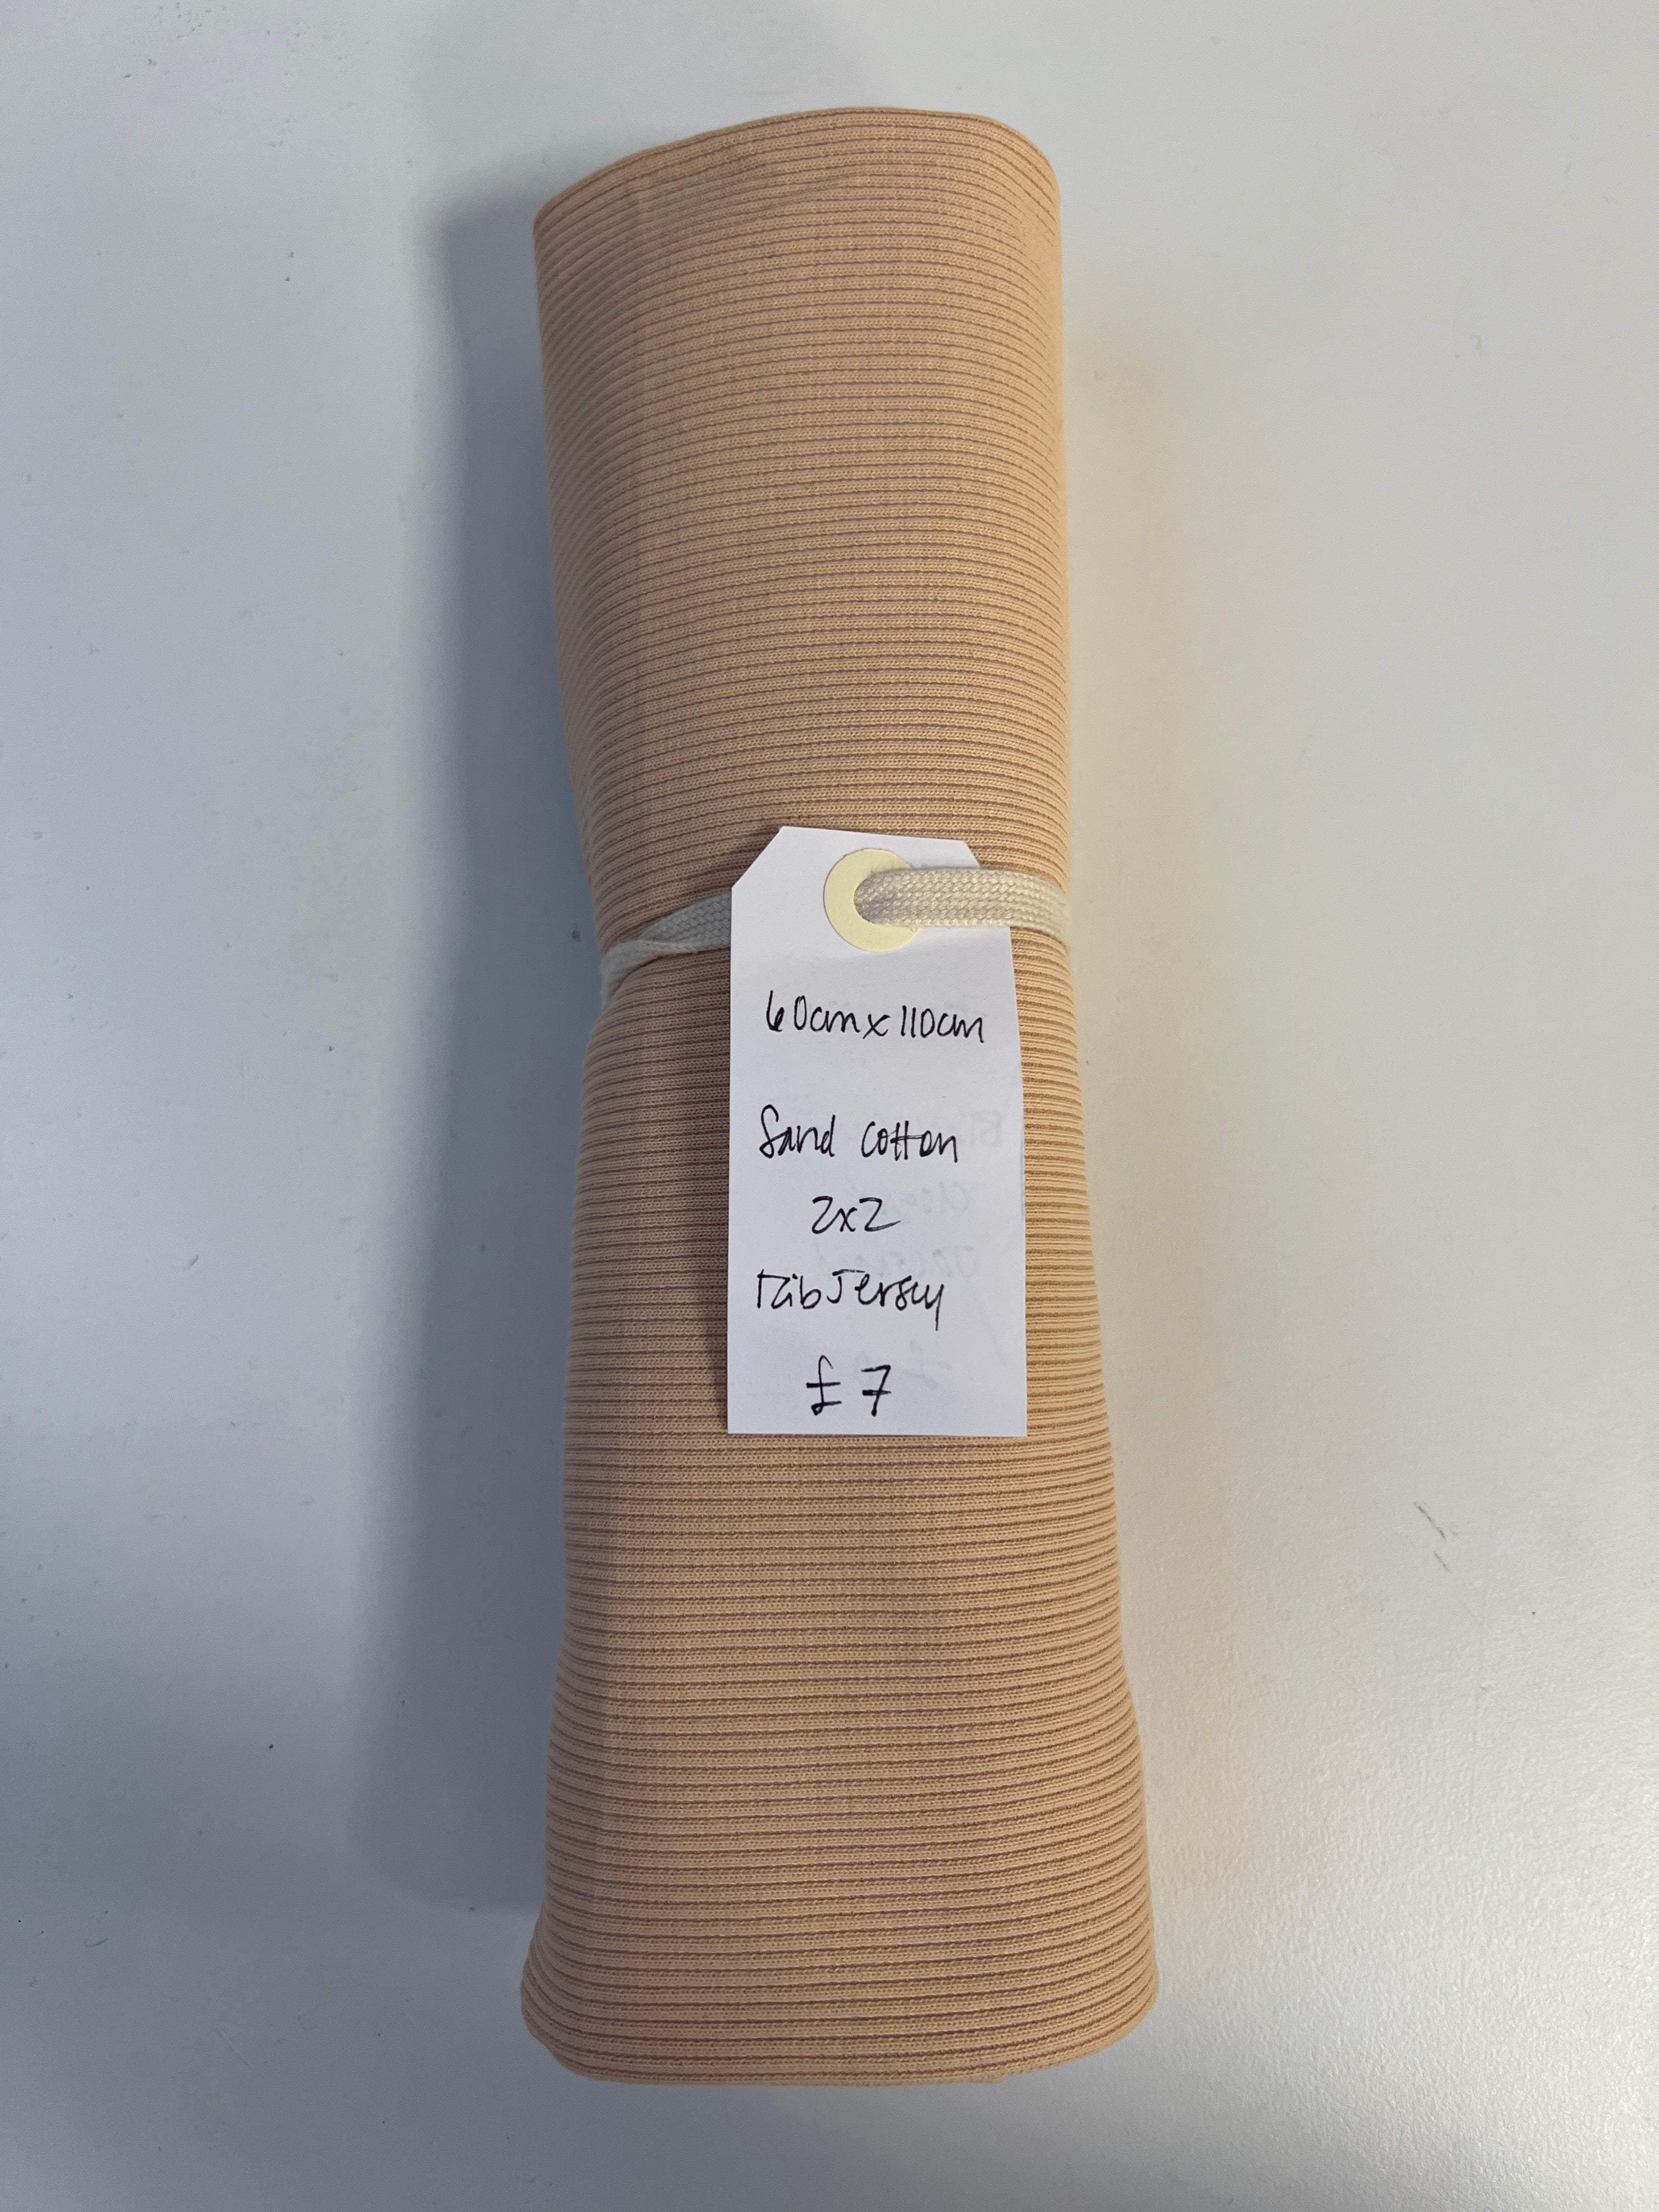 60cm x 110cm
Sand cotton
2x2
Rib Jersey
£7